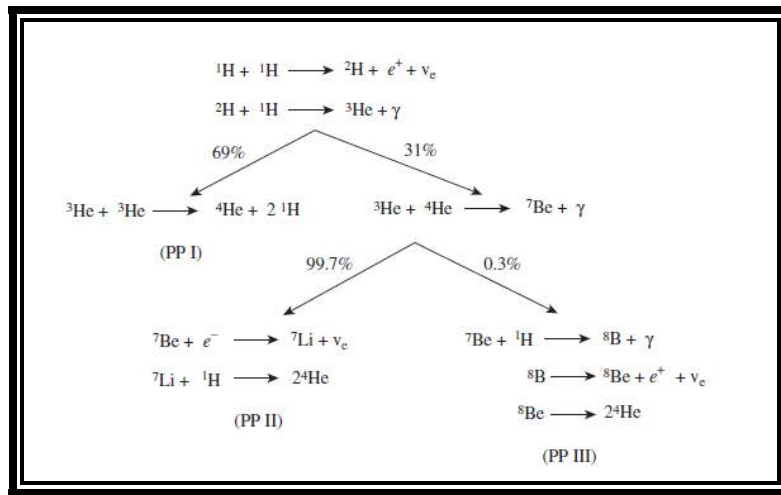 ¹H + ¹H ⟶ ²H + e⁺ + νₑ
²H + ¹H ⟶ ³He + γ
69% 31%
³He + ³He ⟶ ⁴He + 2 ¹H ³He + ⁴He ⟶ ⁷Be + γ
(PP I)
99.7% 0.3%
⁷Be + e⁻ ⟶ ⁷Li + νₑ ⁷Be + ¹H ⟶ ⁸B + γ
⁷Li + ¹H ⟶ 2⁴He ⁸B ⟶ ⁸Be + e⁺ + νₑ
(PP II) ⁸Be ⟶ 2⁴He
(PP III)